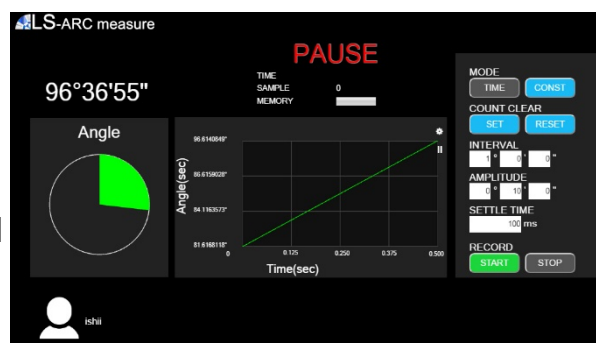 LS-ARC measure
PAUSE
96°36'55"
TIME
SAMPLE 0
MEMORY
Angle
Angle(sec)
96.6140849°
84.1163573°
81.6168118°
0 0.125 0.250 0.375 0.500
Time(sec)
MODE
TIME CONST
COUNT CLEAR
SET RESET
INTERVAL
1 ° 0 ' 0 "
AMPLITUDE
0 ° 10 ' 0 "
SETTLE TIME
100 ms
RECORD
START STOP
ishii